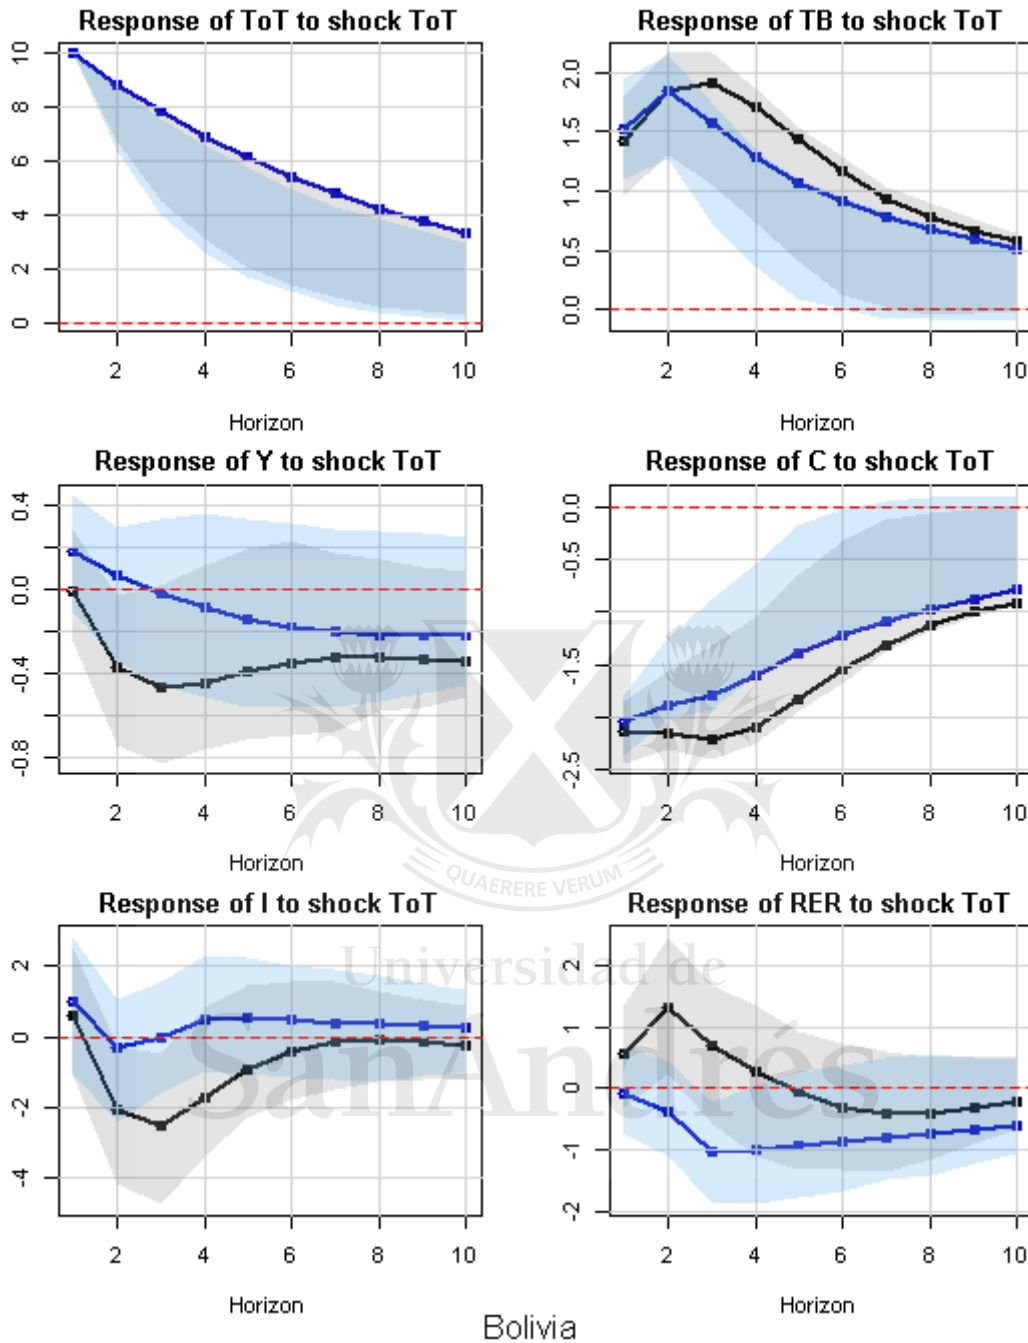 Response of ToT to shock ToT
Response of TB to shock ToT
10
8
6
4
2
0
2 4 6 8 10
Horizon
2.0
1.5
1.0
0.5
0.0
2 4 6 8 10
Horizon
Response of Y to shock ToT
Response of C to shock ToT
0.4
0.0
-0.4
-0.8
2 4 6 8 10
Horizon
0.0
-0.5
-1.5
-2.5
2 4 6 8 10
Horizon
QUAERERE VERUM
Response of I to shock ToT
Response of RER to shock ToT
Universidad de
SanAndrés
2
0
-2
-4
2 4 6 8 10
Horizon
2
1
0
-1
-2
2 4 6 8 10
Horizon
Bolivia